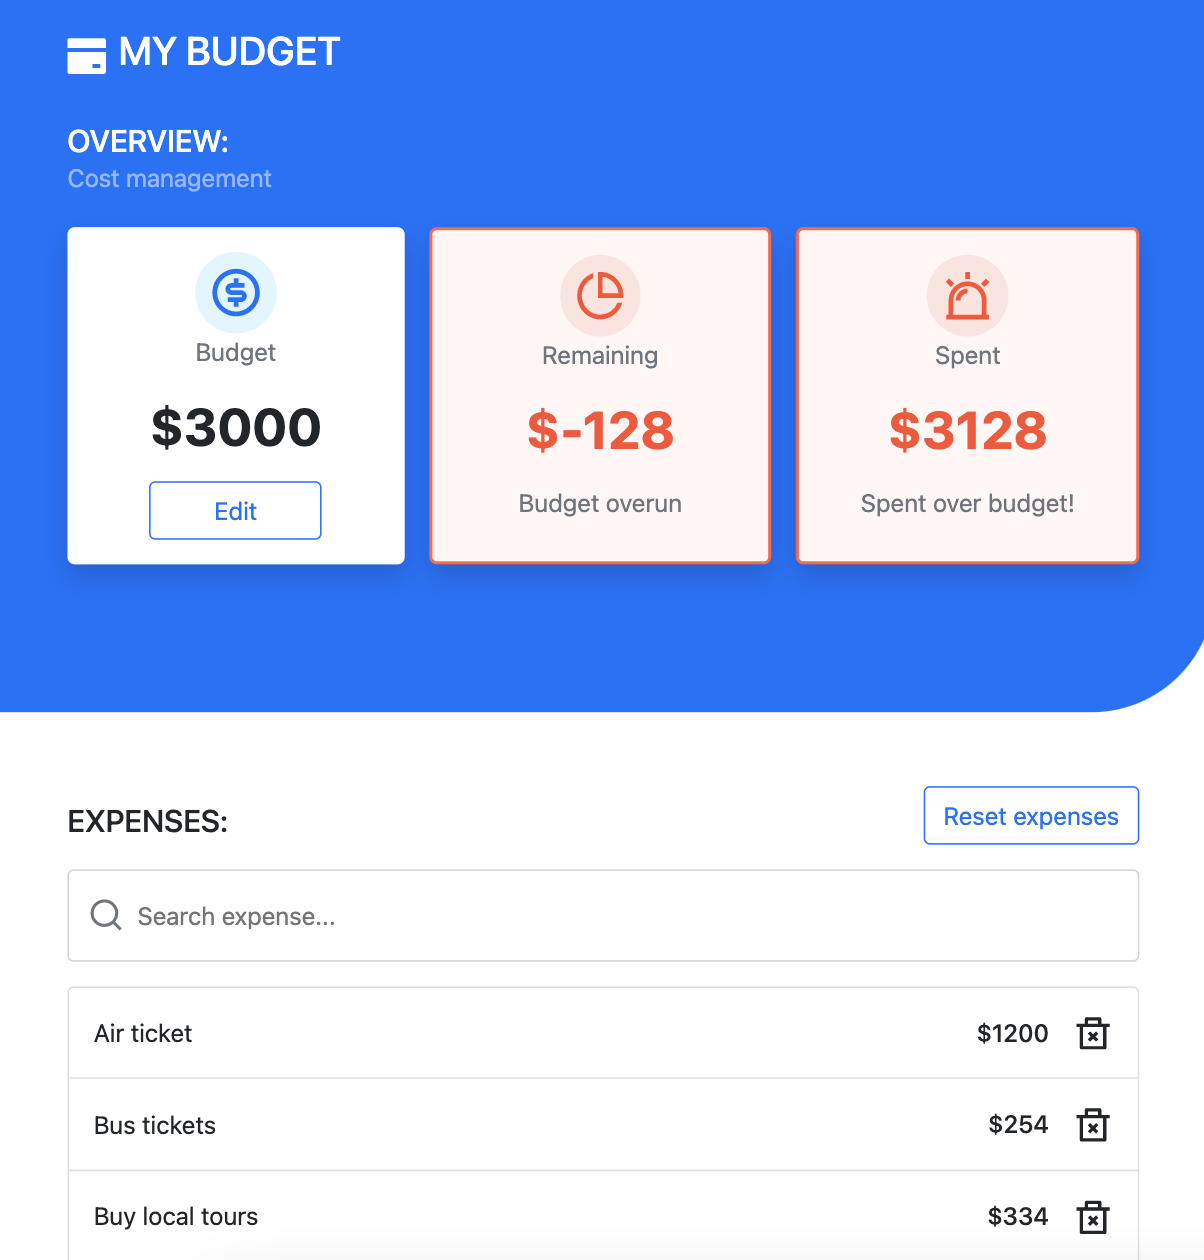 MY BUDGET
OVERVIEW:
Cost management
Budget
$3000
Edit
Remaining
$-128
Budget overun
Spent
$3128
Spent over budget!
EXPENSES:
Reset expenses
Search expense...
Air ticket $1200
Bus tickets $254
Buy local tours $334